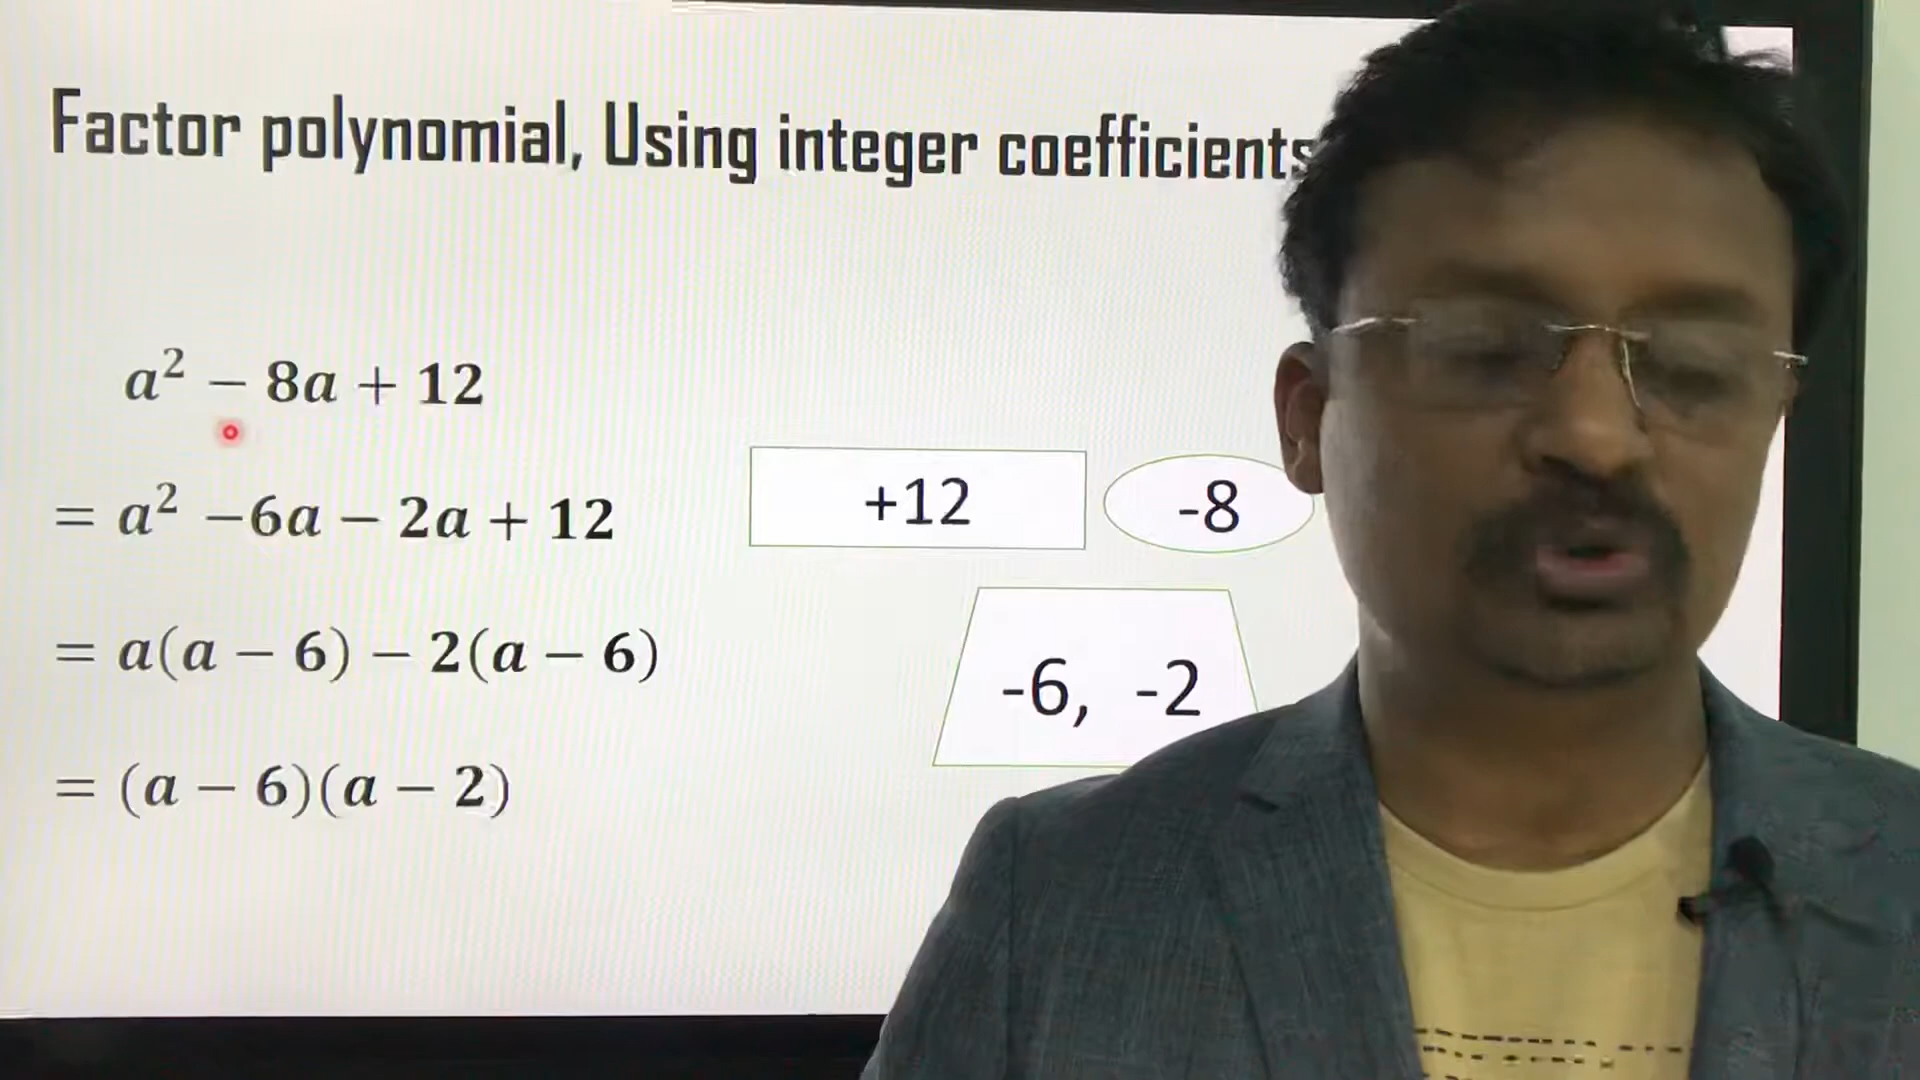 Factor polynomial, Using integer coefficients
a² − 8a + 12
= a² −6a − 2a + 12
+12
-8
= a(a − 6) − 2(a − 6)
-6, -2
= (a − 6)(a − 2)